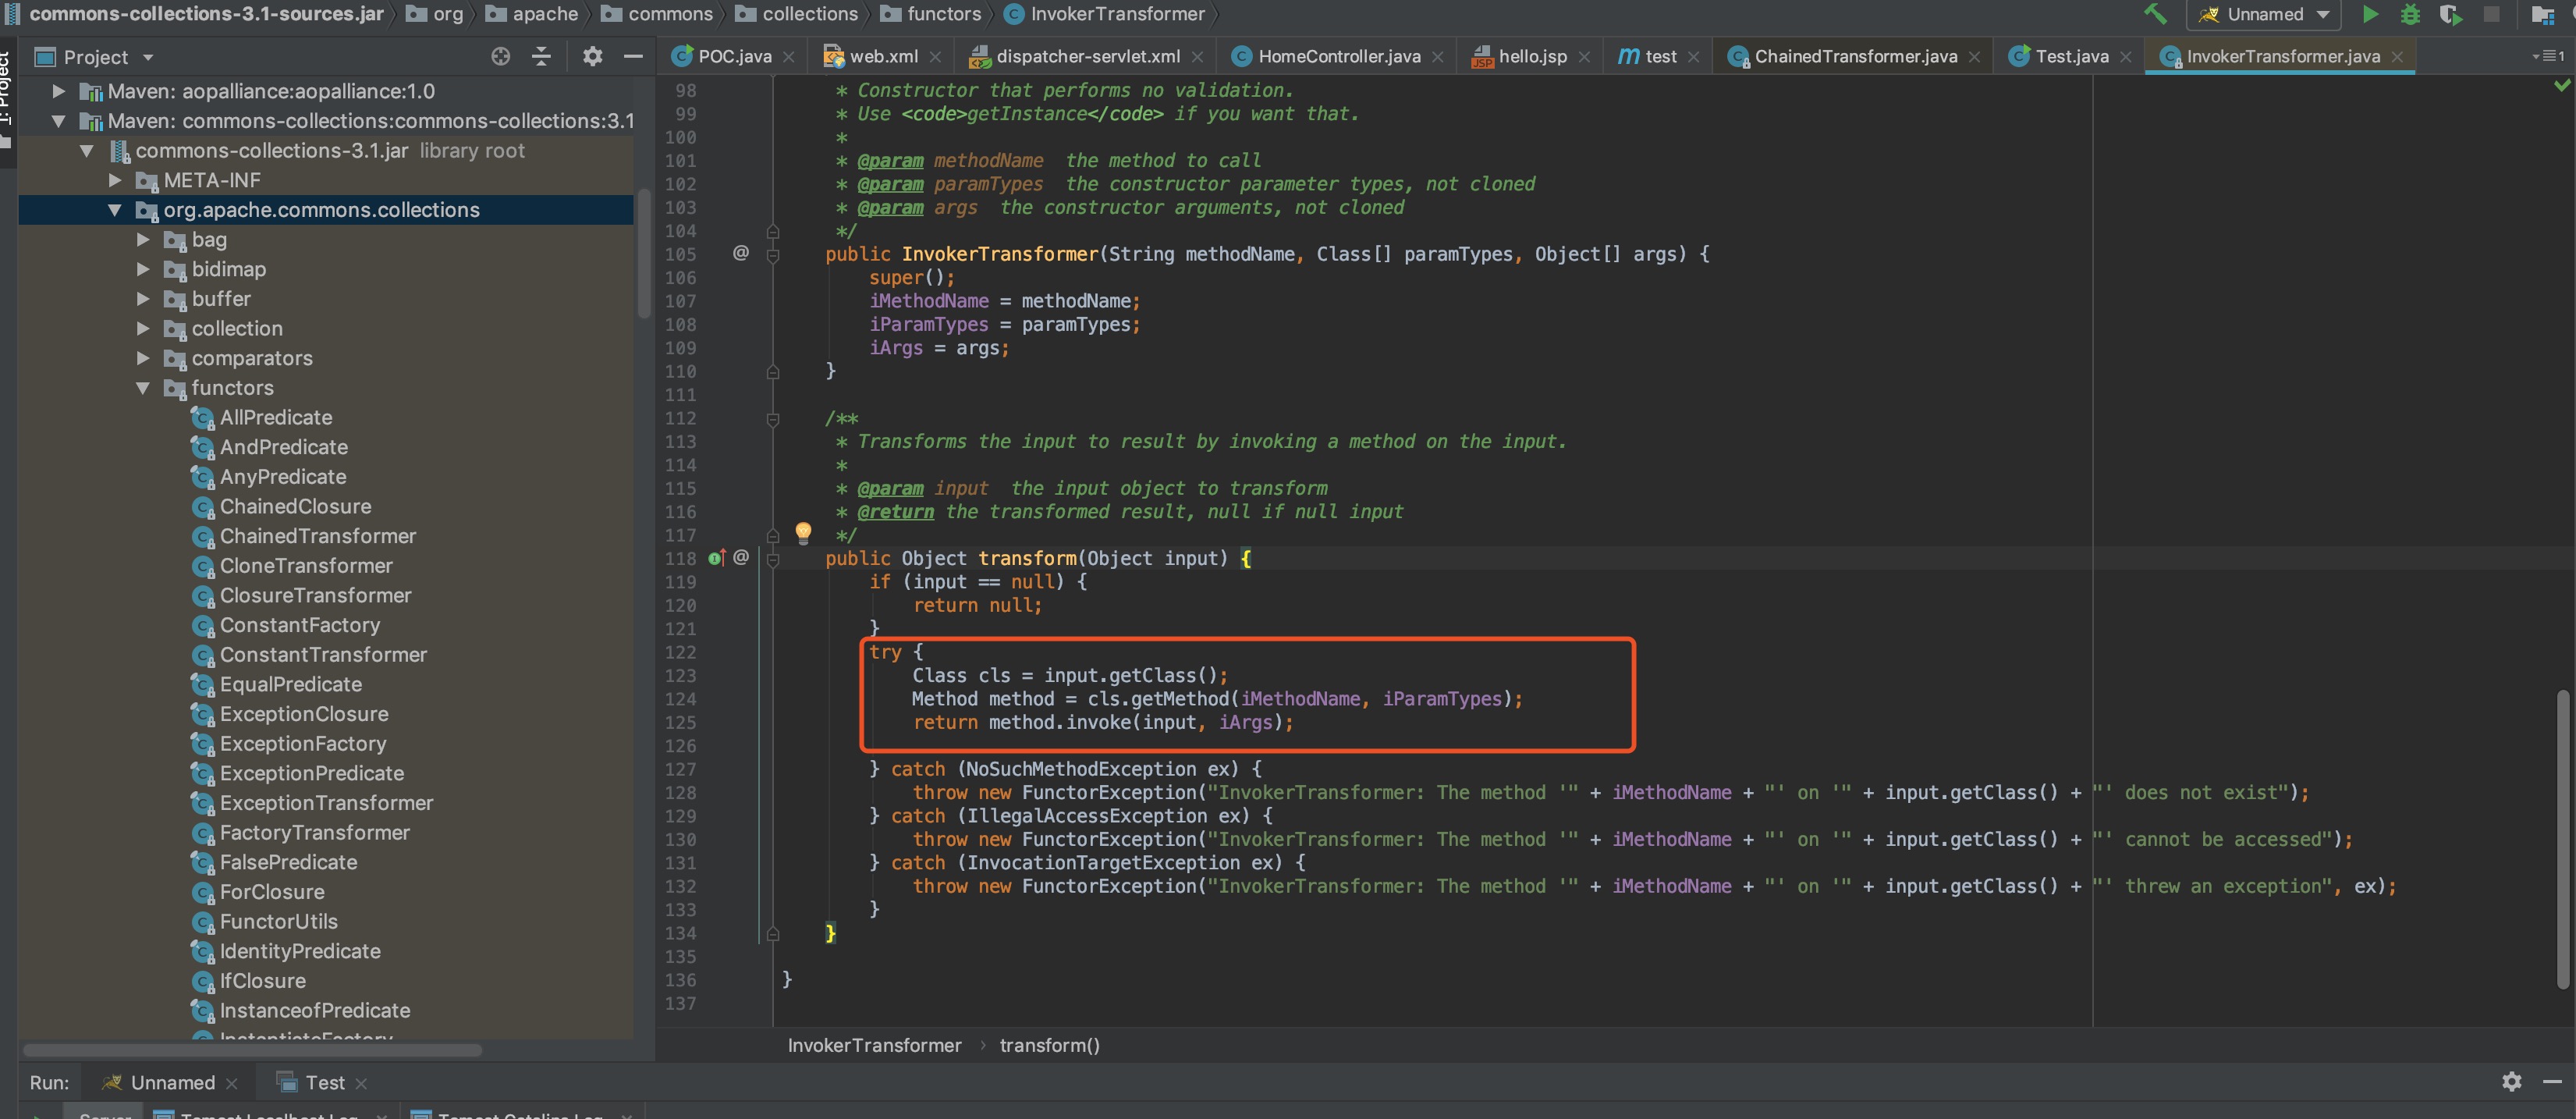 commons-collections-3.1-sources.jar org apache commons collections functors InvokerTransformer Unnamed
Project POC.java web.xml dispatcher-servlet.xml HomeController.java hello.jsp test ChainedTransformer.java Test.java InvokerTransformer.java
1: Project
Maven: aopalliance:aopalliance:1.0
Maven: commons-collections:commons-collections:3.1
commons-collections-3.1.jar library root
META-INF
org.apache.commons.collections
bag
bidimap
buffer
collection
comparators
functors
AllPredicate
AndPredicate
AnyPredicate
ChainedClosure
ChainedTransformer
CloneTransformer
ClosureTransformer
ConstantFactory
ConstantTransformer
EqualPredicate
ExceptionClosure
ExceptionFactory
ExceptionPredicate
ExceptionTransformer
FactoryTransformer
FalsePredicate
ForClosure
FunctorUtils
IdentityPredicate
IfClosure
InstanceofPredicate
InstantiateFactory
98 * Constructor that performs no validation.
99 * Use <code>getInstance</code> if you want that.
100 *
101 * @param methodName  the method to call
102 * @param paramTypes  the constructor parameter types, not cloned
103 * @param args  the constructor arguments, not cloned
104 */
105 @ public InvokerTransformer(String methodName, Class[] paramTypes, Object[] args) {
106 super();
107 iMethodName = methodName;
108 iParamTypes = paramTypes;
109 iArgs = args;
110 }
111
112 /**
113 * Transforms the input to result by invoking a method on the input.
114 *
115 * @param input  the input object to transform
116 * @return the transformed result, null if null input
117 */
118 @ public Object transform(Object input) {
119 if (input == null) {
120 return null;
121 }
122 try {
123 Class cls = input.getClass();
124 Method method = cls.getMethod(iMethodName, iParamTypes);
125 return method.invoke(input, iArgs);
126
127 } catch (NoSuchMethodException ex) {
128 throw new FunctorException("InvokerTransformer: The method '" + iMethodName + "' on '" + input.getClass() + "' does not exist");
129 } catch (IllegalAccessException ex) {
130 throw new FunctorException("InvokerTransformer: The method '" + iMethodName + "' on '" + input.getClass() + "' cannot be accessed");
131 } catch (InvocationTargetException ex) {
132 throw new FunctorException("InvokerTransformer: The method '" + iMethodName + "' on '" + input.getClass() + "' threw an exception", ex);
133 }
134 }
135
136 }
137
InvokerTransformer transform()
Run: Unnamed Test
Server Tomcat Localhost Log Tomcat Catalina Log